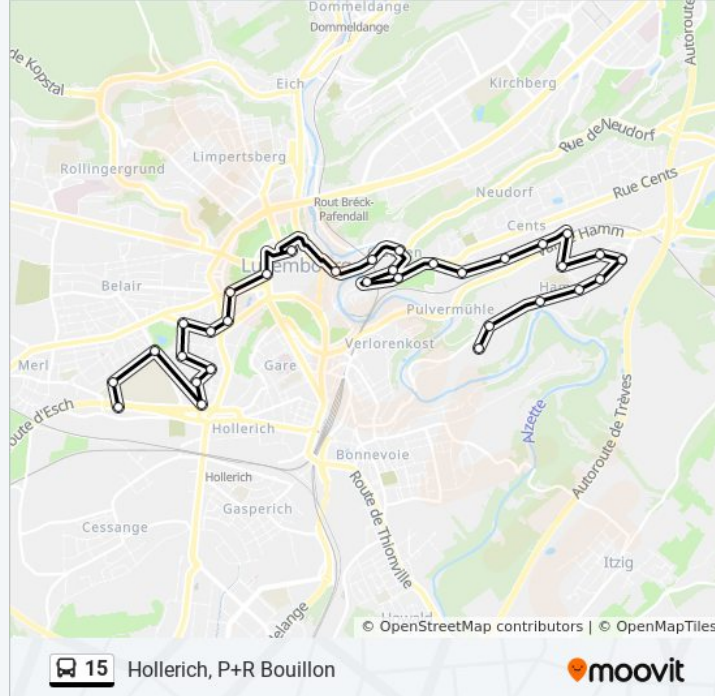 Dommeldange
Dommeldange
de Kopstal
Eich
Kirchberg
Autoroute
Rue de Neudorf
Limpertsberg
Rollingergrund
Rue Cents
Neudorf
Rout Bréck-
Pafendall
Cents
Hamm
Luxembourg
Belair
Pulvermühle
Verlorenkost
Merl
Gare
Route d'Esch
Hollerich
Alzette
Autoroute de Trèves
Bonnevoie
Hollerich
Gasperich
Route de Thionville
Cessange
Itzig
Howald
© OpenStreetMap contributors | © OpenMapTiles
15 Hollerich, P+R Bouillon
moovit